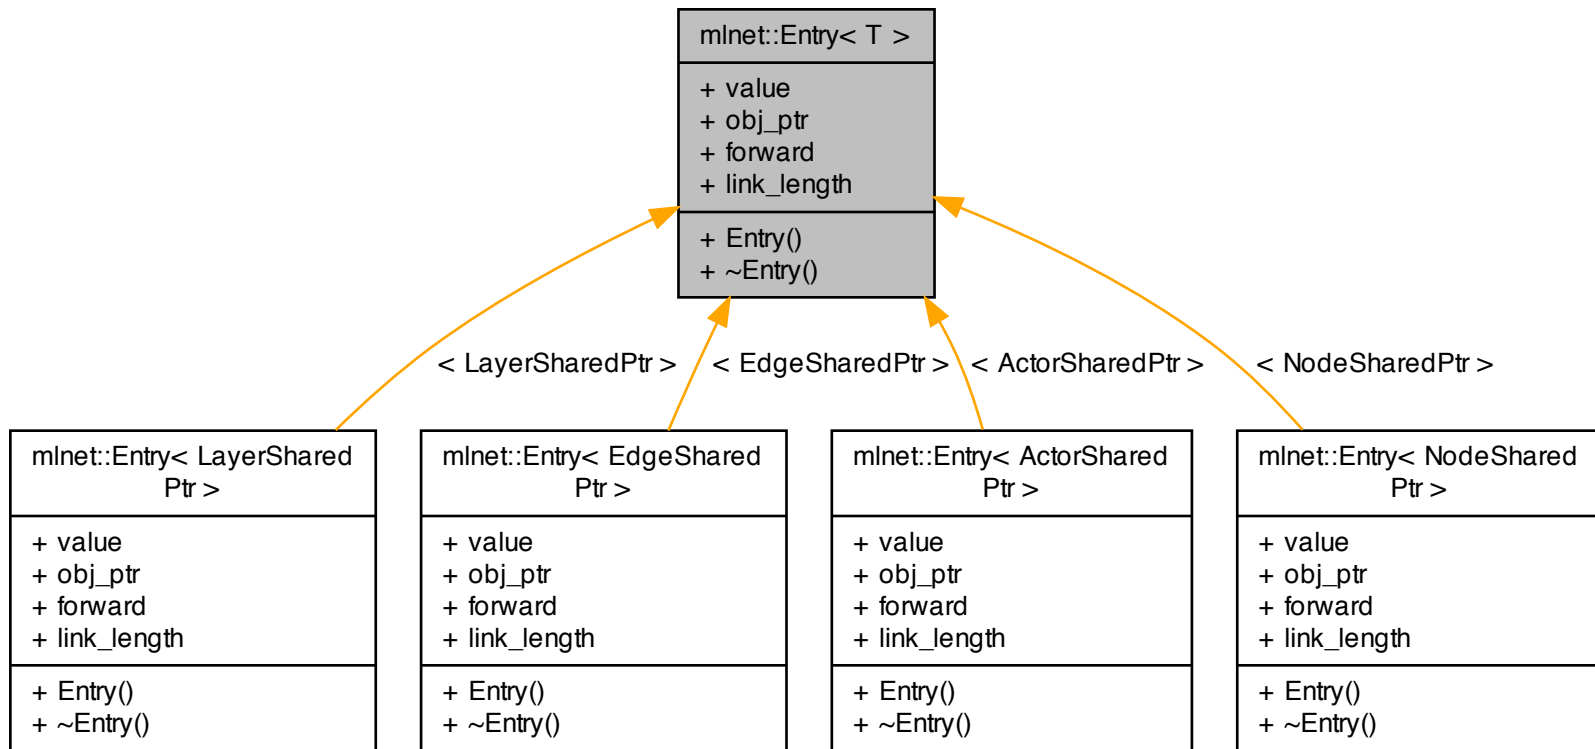 mlnet::Entry< T >
+ value
+ obj_ptr
+ forward
+ link_length
+ Entry()
+ ~Entry()
< LayerSharedPtr >
< EdgeSharedPtr >
< ActorSharedPtr >
< NodeSharedPtr >
mlnet::Entry< LayerShared
Ptr >
+ value
+ obj_ptr
+ forward
+ link_length
+ Entry()
+ ~Entry()
mlnet::Entry< EdgeShared
Ptr >
+ value
+ obj_ptr
+ forward
+ link_length
+ Entry()
+ ~Entry()
mlnet::Entry< ActorShared
Ptr >
+ value
+ obj_ptr
+ forward
+ link_length
+ Entry()
+ ~Entry()
mlnet::Entry< NodeShared
Ptr >
+ value
+ obj_ptr
+ forward
+ link_length
+ Entry()
+ ~Entry()